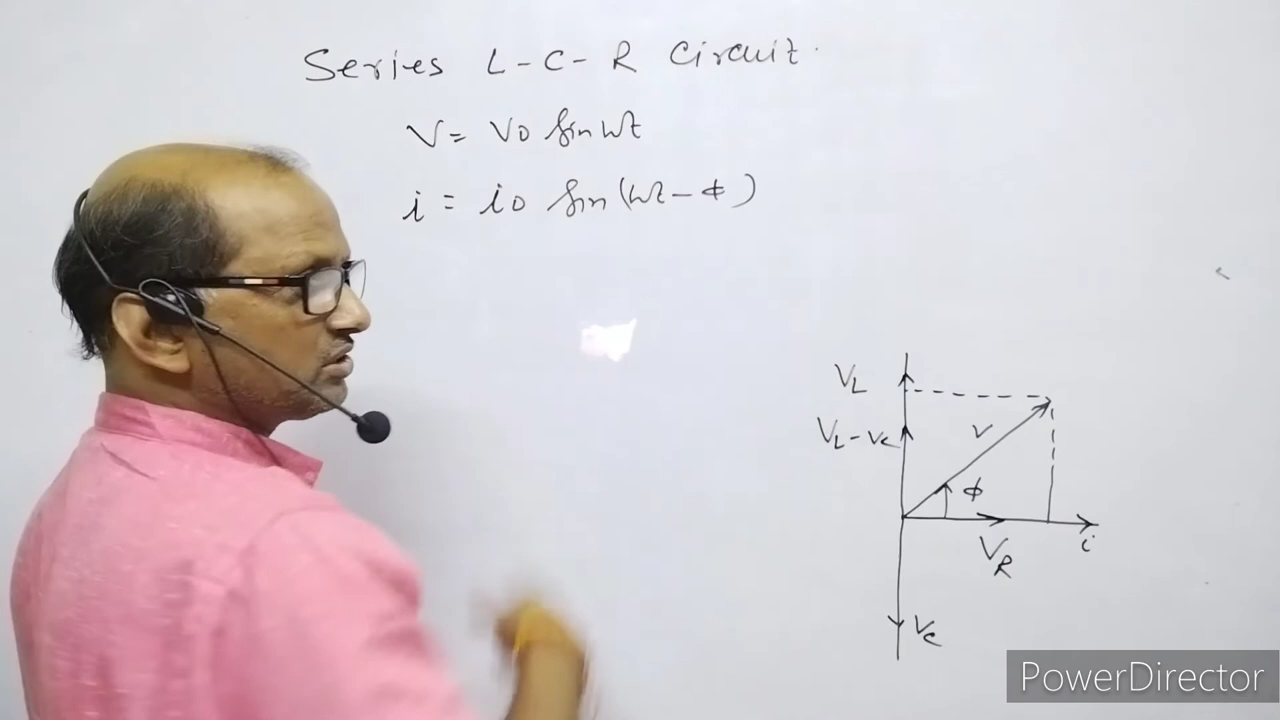 Series L-C-R Circuit.
V = V0 sin ωt
i = i0 sin(ωt - ϕ)
VL
VL-Vc
V
ϕ
VR
i
Vc
PowerDirector